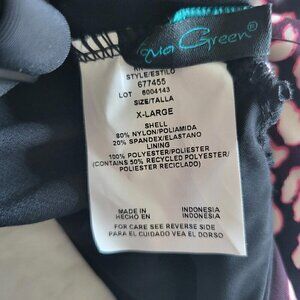 Green®
STYLE/ESTILO
677455
LOT 6004143
SIZE/TALLA
X-LARGE
SHELL
80% NYLON/POLIAMIDA
20% SPANDEX/ELASTANO
LINING
100% POLYESTER/POLIESTER
(CONTAINS 50% RECYCLED POLYESTER/
POLIESTER RECICLADO)
MADE IN INDONESIA
HECHO EN INDONESIA
FOR CARE SEE REVERSE SIDE
PARA EL CUIDADO VEA EL DORSO